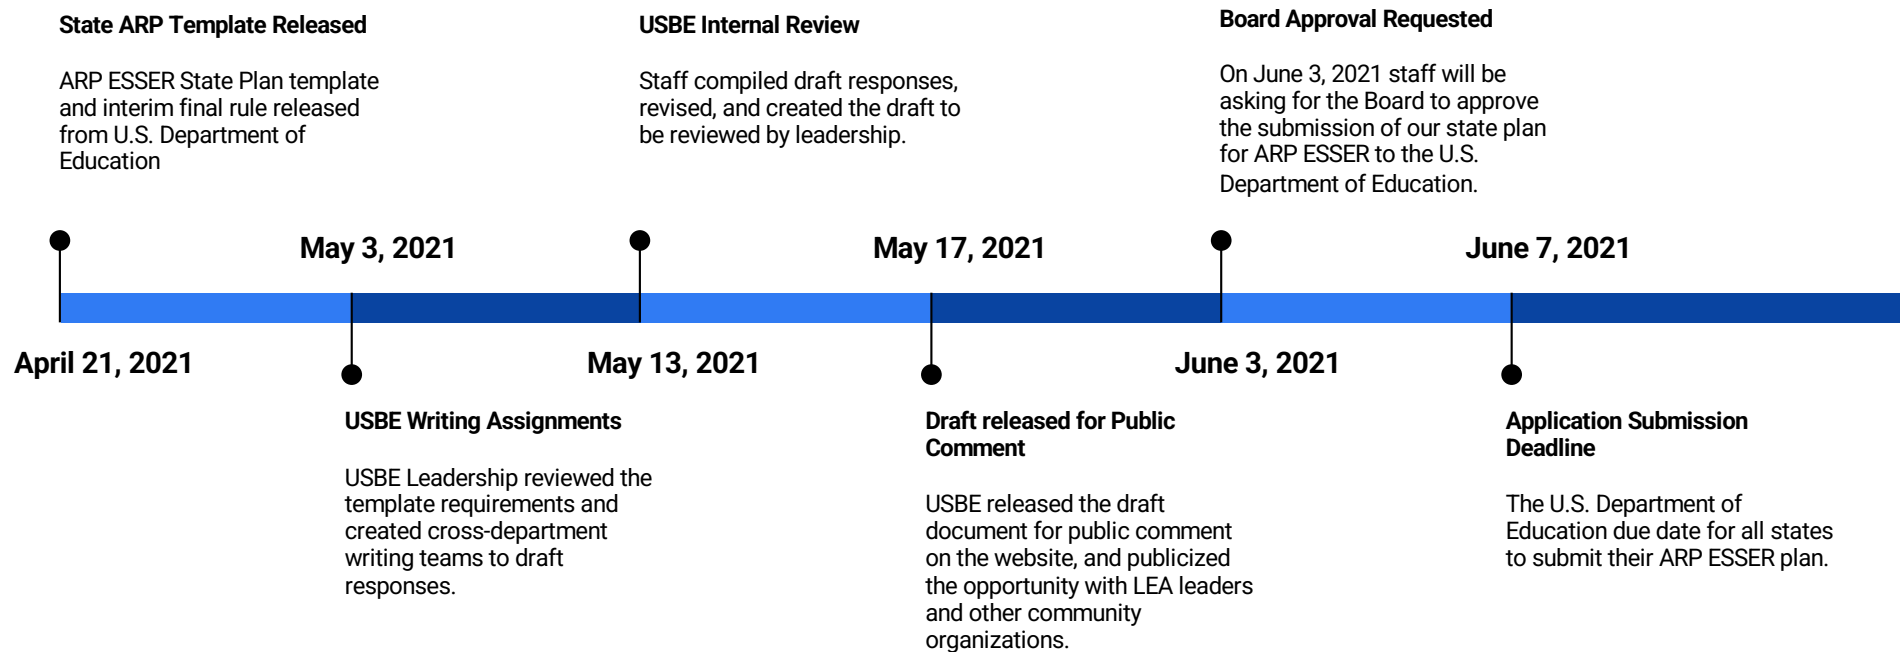 State ARP Template Released
ARP ESSER State Plan template
and interim final rule released
from U.S. Department of
Education
USBE Internal Review
Staff compiled draft responses,
revised, and created the draft to
be reviewed by leadership.
Board Approval Requested
On June 3, 2021 staff will be
asking for the Board to approve
the submission of our state plan
for ARP ESSER to the U.S.
Department of Education.
May 3, 2021
May 17, 2021
June 7, 2021
April 21, 2021
May 13, 2021
June 3, 2021
USBE Writing Assignments
USBE Leadership reviewed the
template requirements and
created cross-department
writing teams to draft
responses.
Draft released for Public
Comment
USBE released the draft
document for public comment
on the website, and publicized
the opportunity with LEA leaders
and other community
organizations.
Application Submission
Deadline
The U.S. Department of
Education due date for all states
to submit their ARP ESSER plan.